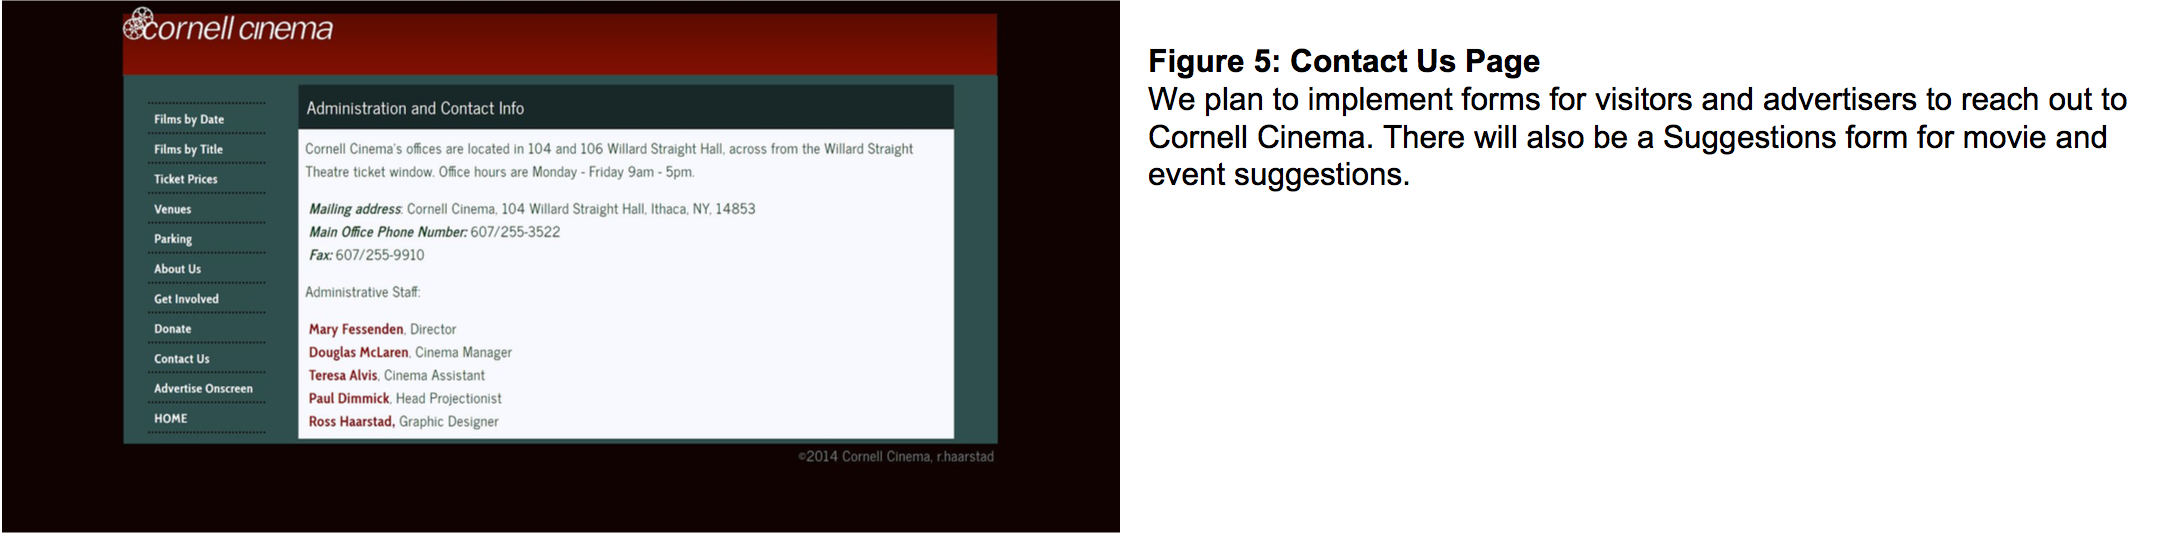 cornell cinema
Films by Date
Films by Title
Ticket Prices
Venues
Parking
About Us
Get Involved
Donate
Contact Us
Advertise Onscreen
HOME
Administration and Contact Info
Cornell Cinema's offices are located in 104 and 106 Willard Straight Hall, across from the Willard Straight
Theatre ticket window. Office hours are Monday - Friday 9am - 5pm.
Mailing address: Cornell Cinema, 104 Willard Straight Hall, Ithaca, NY, 14853
Main Office Phone Number: 607/255-3522
Fax: 607/255-9910
Administrative Staff:
Mary Fessenden, Director
Douglas McLaren, Cinema Manager
Teresa Alvis, Cinema Assistant
Paul Dimmick, Head Projectionist
Ross Haarstad, Graphic Designer
©2014 Cornell Cinema, r.haarstad
Figure 5: Contact Us Page
We plan to implement forms for visitors and advertisers to reach out to
Cornell Cinema. There will also be a Suggestions form for movie and
event suggestions.